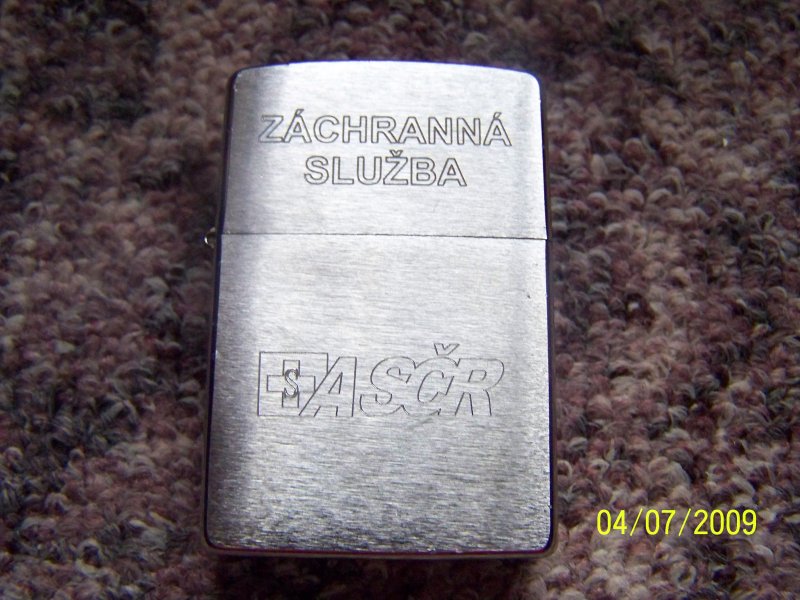 ZÁCHRANNÁ
SLUŽBA
S ASČR
04/07/2009